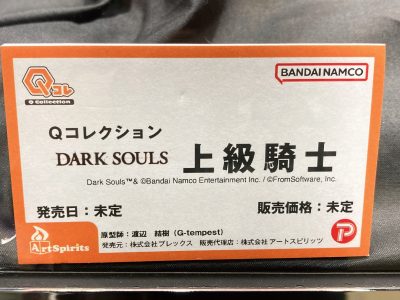 Qコレ
Q Collection
BANDAI NAMCO
Qコレクション
DARK SOULS 上級騎士
Dark Souls™& ©Bandai Namco Entertainment Inc. / ©FromSoftware, Inc.
発売日：未定 販売価格：未定
ArtSpirits
原型師：渡辺 結樹（G-tempest）
発売元：株式会社プレックス 販売代理店：株式会社アートスピリッツ
P